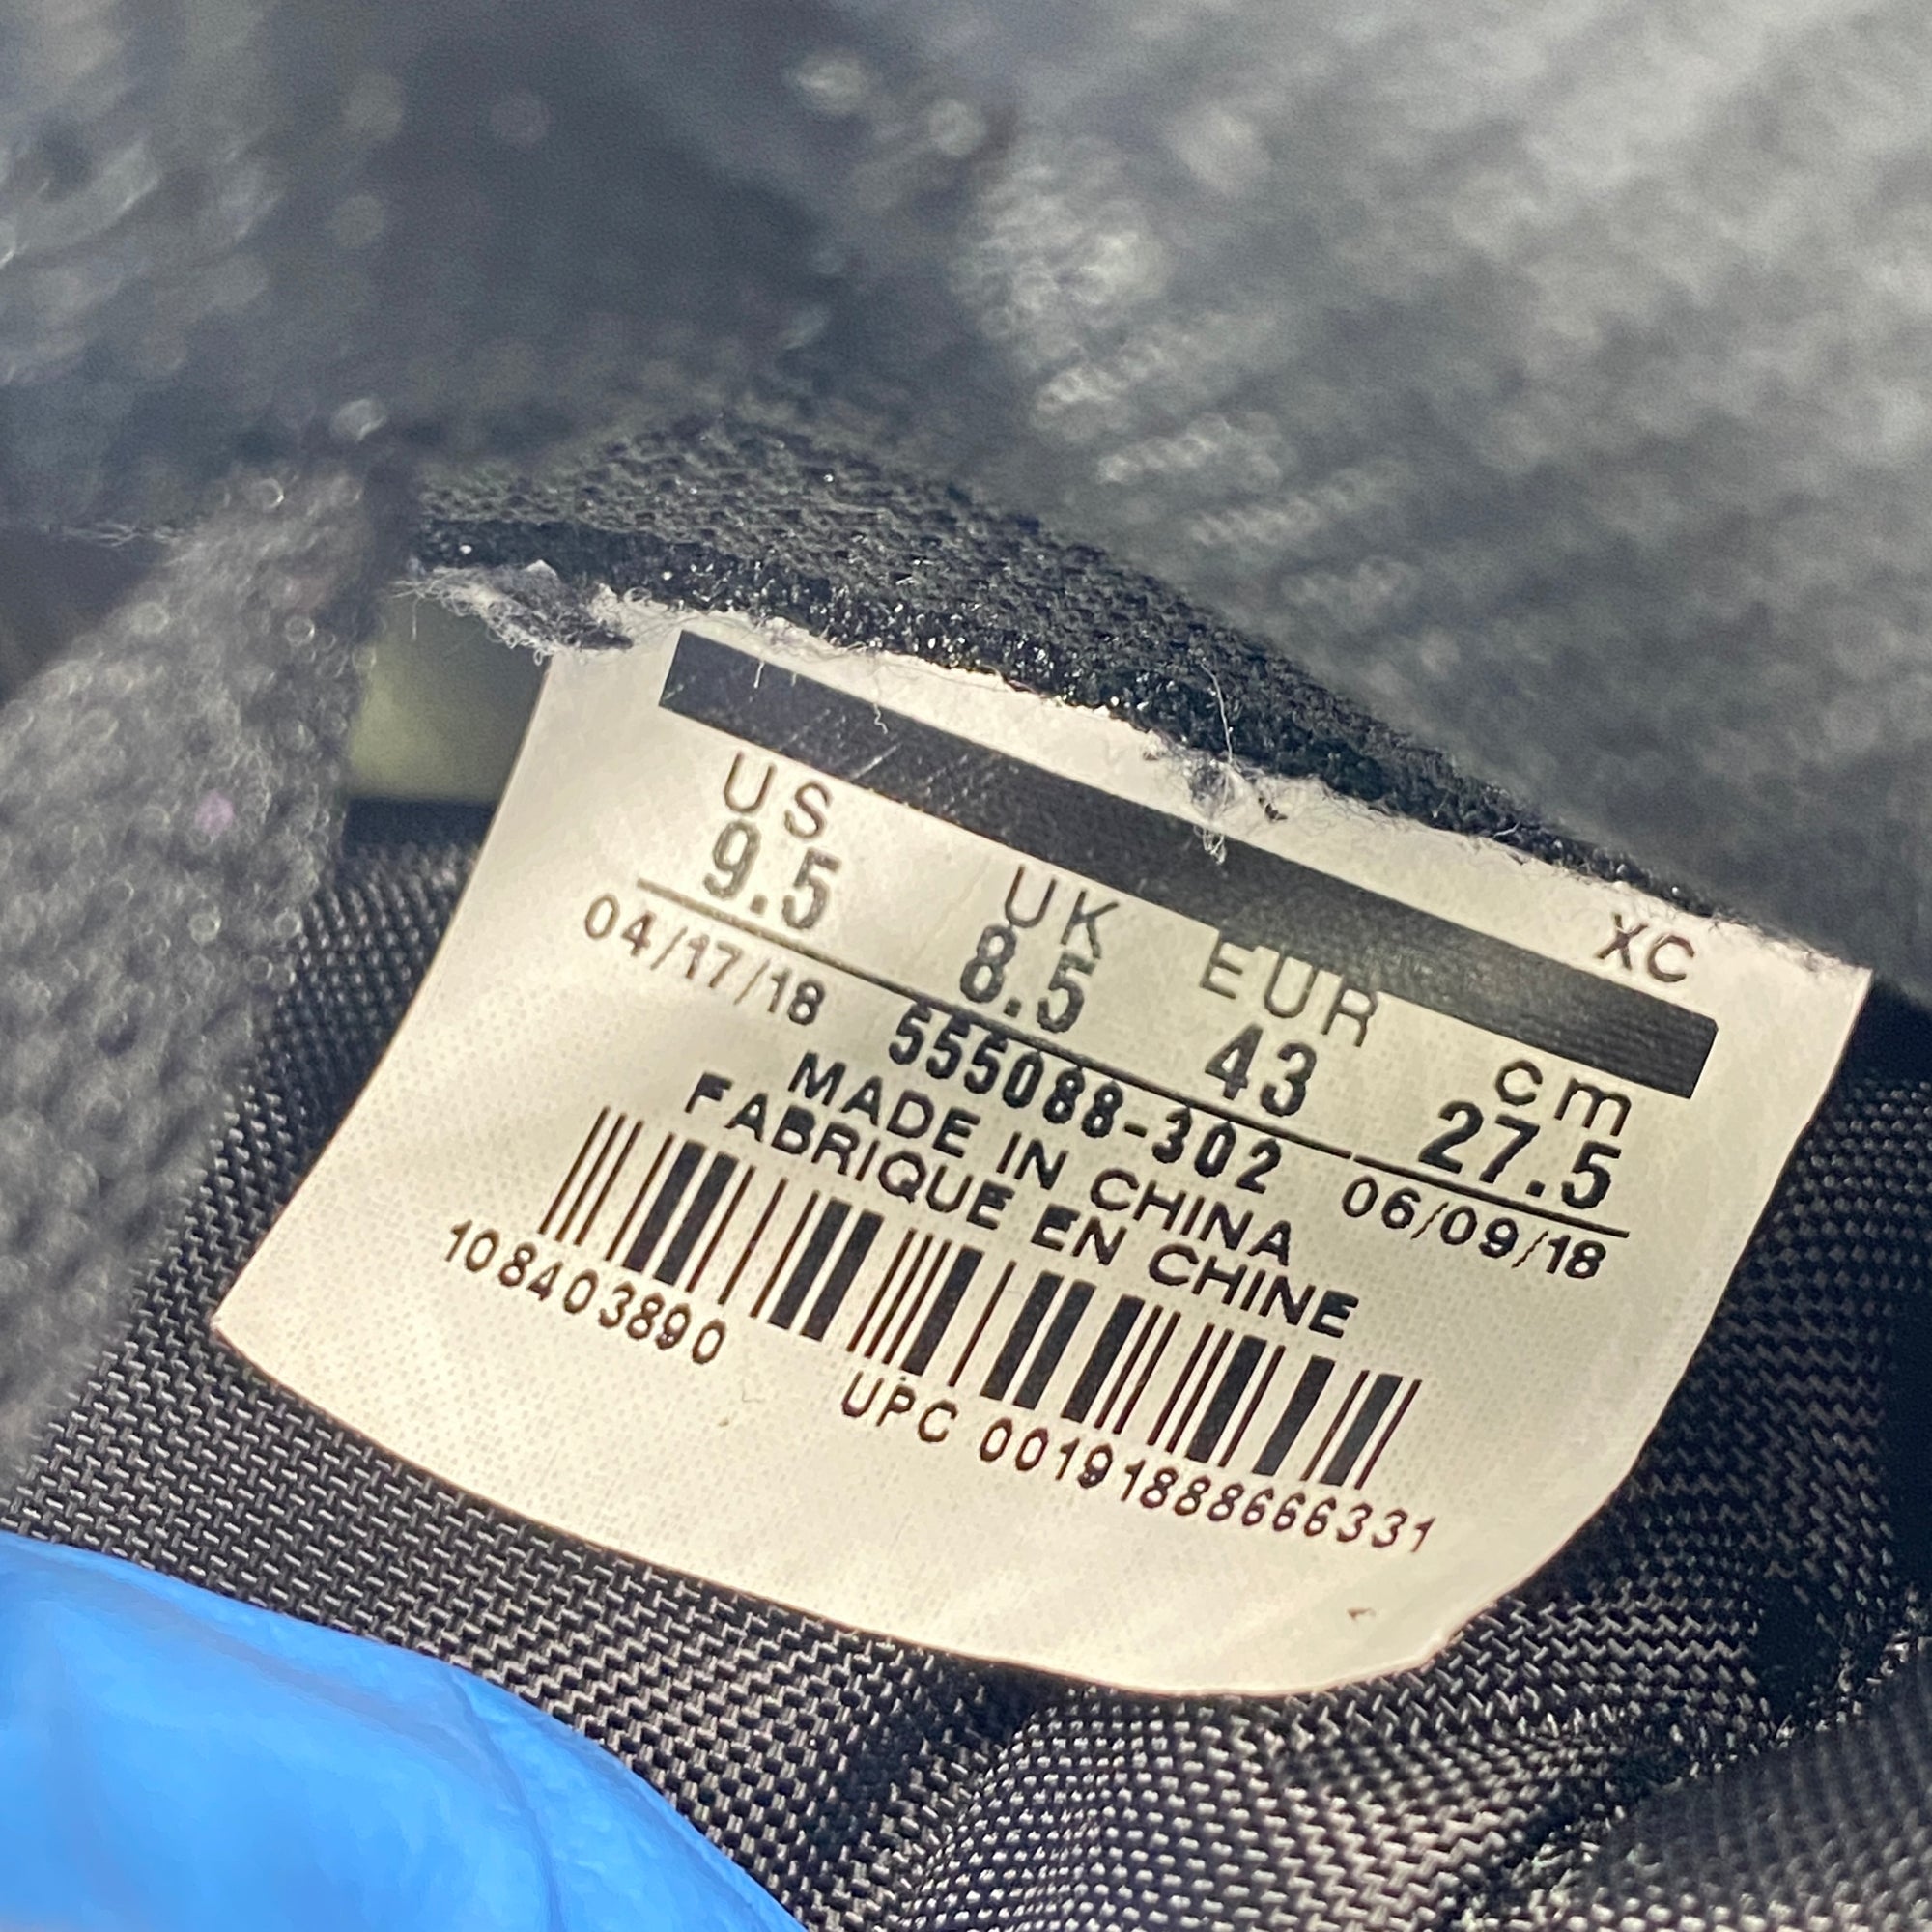 XC
US UK EUR cm
9.5 8.5 43 27.5
04/17/18 555088-302 06/09/18
MADE IN CHINA
FABRIQUE EN CHINE
108403890
UPC 00191888666331